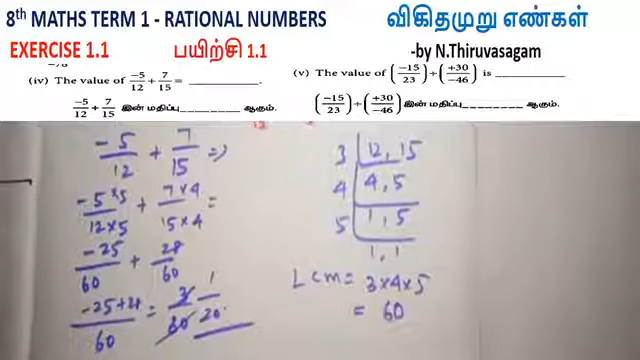 8th MATHS TERM 1 - RATIONAL NUMBERS
விகிதமுறு எண்கள்
EXERCISE 1.1
பயிற்சி 1.1
-by N.Thiruvasagam
(iv) The value of -5/12 + 7/15 = ____________.
-5/12 + 7/15 இன் மதிப்பு__________ ஆகும்.
(v) The value of (-15/23) ÷ (+30/-46) is ____________
(-15/23) ÷ (+30/-46) இன் மதிப்பு_________ ஆகும்.
-5/12 + 7/15 =>
-5×5/12×5 + 7×4/15×4 =
-25/60 + 28/60
-25+28/60 = 3/60 1/20
3 | 12, 15
4 | 4, 5
5 | 1, 5
1, 1
LCM = 3×4×5
= 60